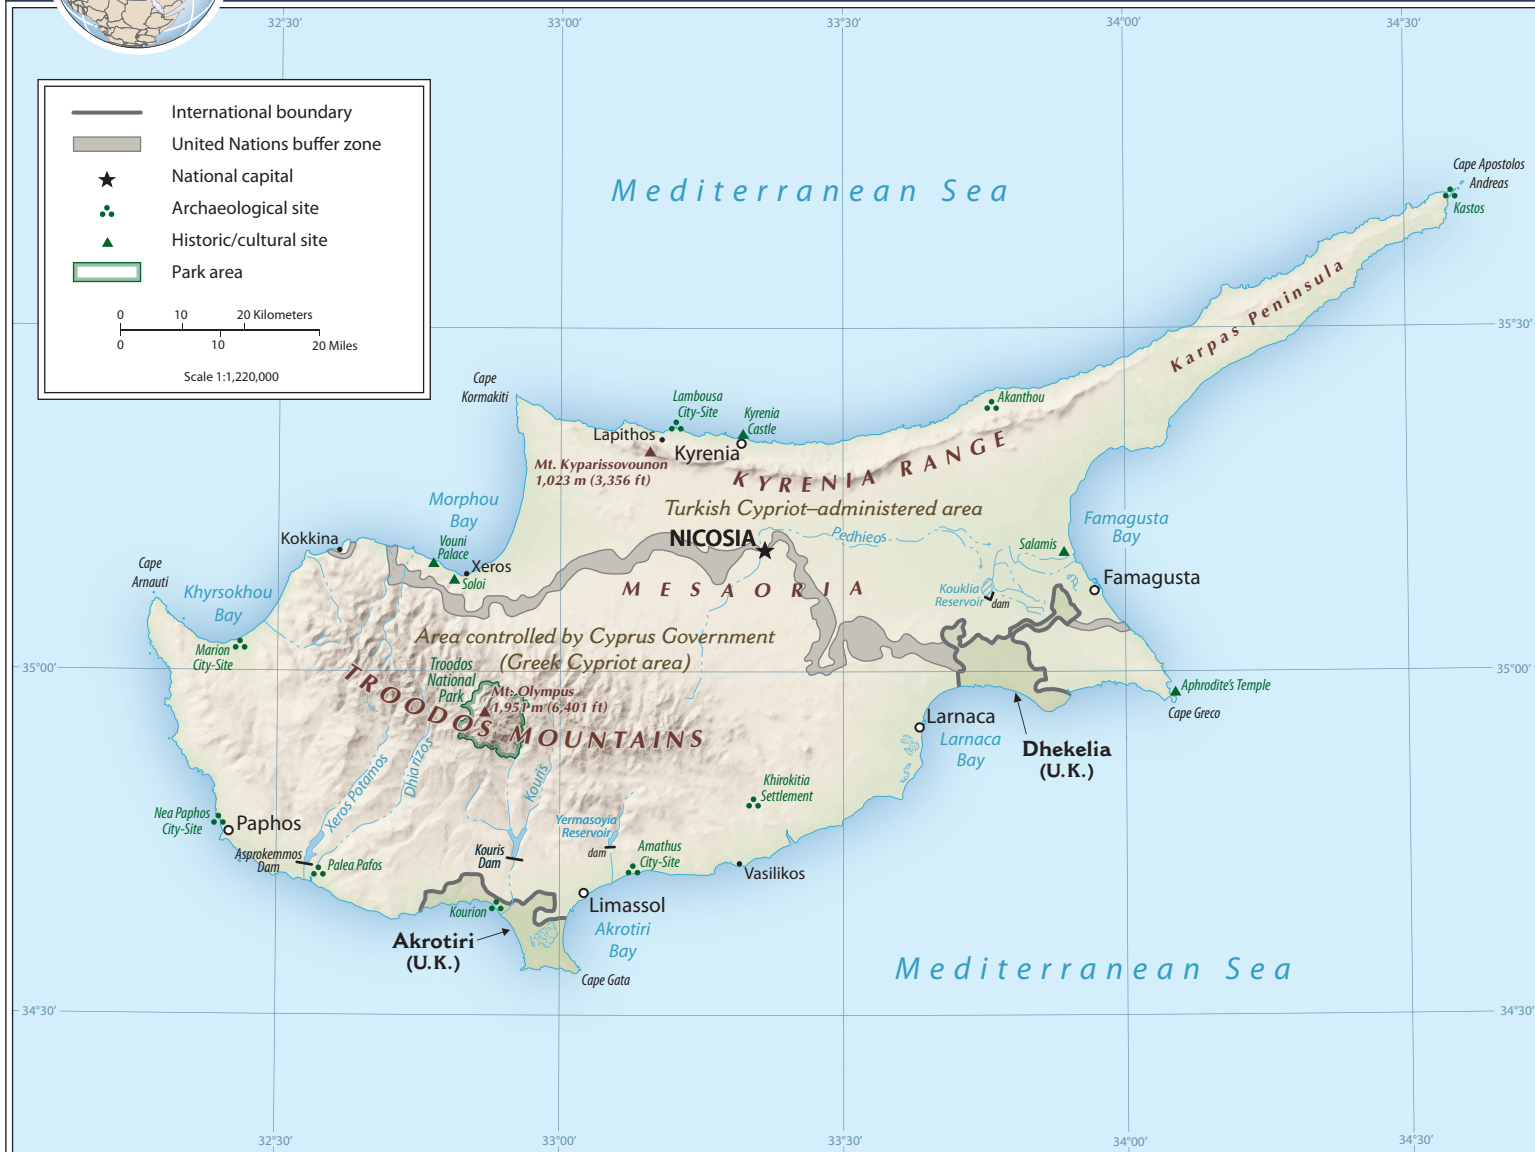 32°30′
33°00′
33°30′
34°00′
34°30′
International boundary
United Nations buffer zone
National capital
Archaeological site
Historic/cultural site
Park area
0
10
20 Kilometers
0
10
20 Miles
Scale 1:1,220,000
Mediterranean Sea
Cape Apostolos
Andreas
Kastos
Karpas Peninsula
35°30′
Cape
Kormakiti
Lambousa
City-Site
Kyrenia
Castle
Akanthou
Lapithos
Kyrenia
KYRENIA RANGE
Mt. Kyparissovounon
1,023 m (3,356 ft)
Turkish Cypriot–administered area
Morphou
Bay
NICOSIA
Pedhieos
Famagusta
Bay
Kokkina
Vouni
Palace
Xeros
Soloi
Salamis
Cape
Arnauti
Khyrsokhou
Bay
MESAORIA
Kouklia
Reservoir
dam
Famagusta
Marion
City-Site
Area controlled by Cyprus Government
(Greek Cypriot area)
35°00′
35°00′
Troodos
National
Park
Mt. Olympus
1,951 m (6,401 ft)
TROODOS MOUNTAINS
Aphrodite's Temple
Cape Greco
Larnaca
Larnaca
Bay
Dhekelia
(U.K.)
Xeros Potamos
Dhiarizos
Kouris
Khirokitia
Settlement
Nea Paphos
City-Site
Paphos
Yermasoyia
Reservoir
dam
Asprokemmos
Dam
Palea Pafos
Kouris
Dam
Amathus
City-Site
Vasilikos
Kourion
Limassol
Akrotiri
(U.K.)
Akrotiri
Bay
Cape Gata
Mediterranean Sea
34°30′
34°30′
32°30′
33°00′
33°30′
34°00′
34°30′